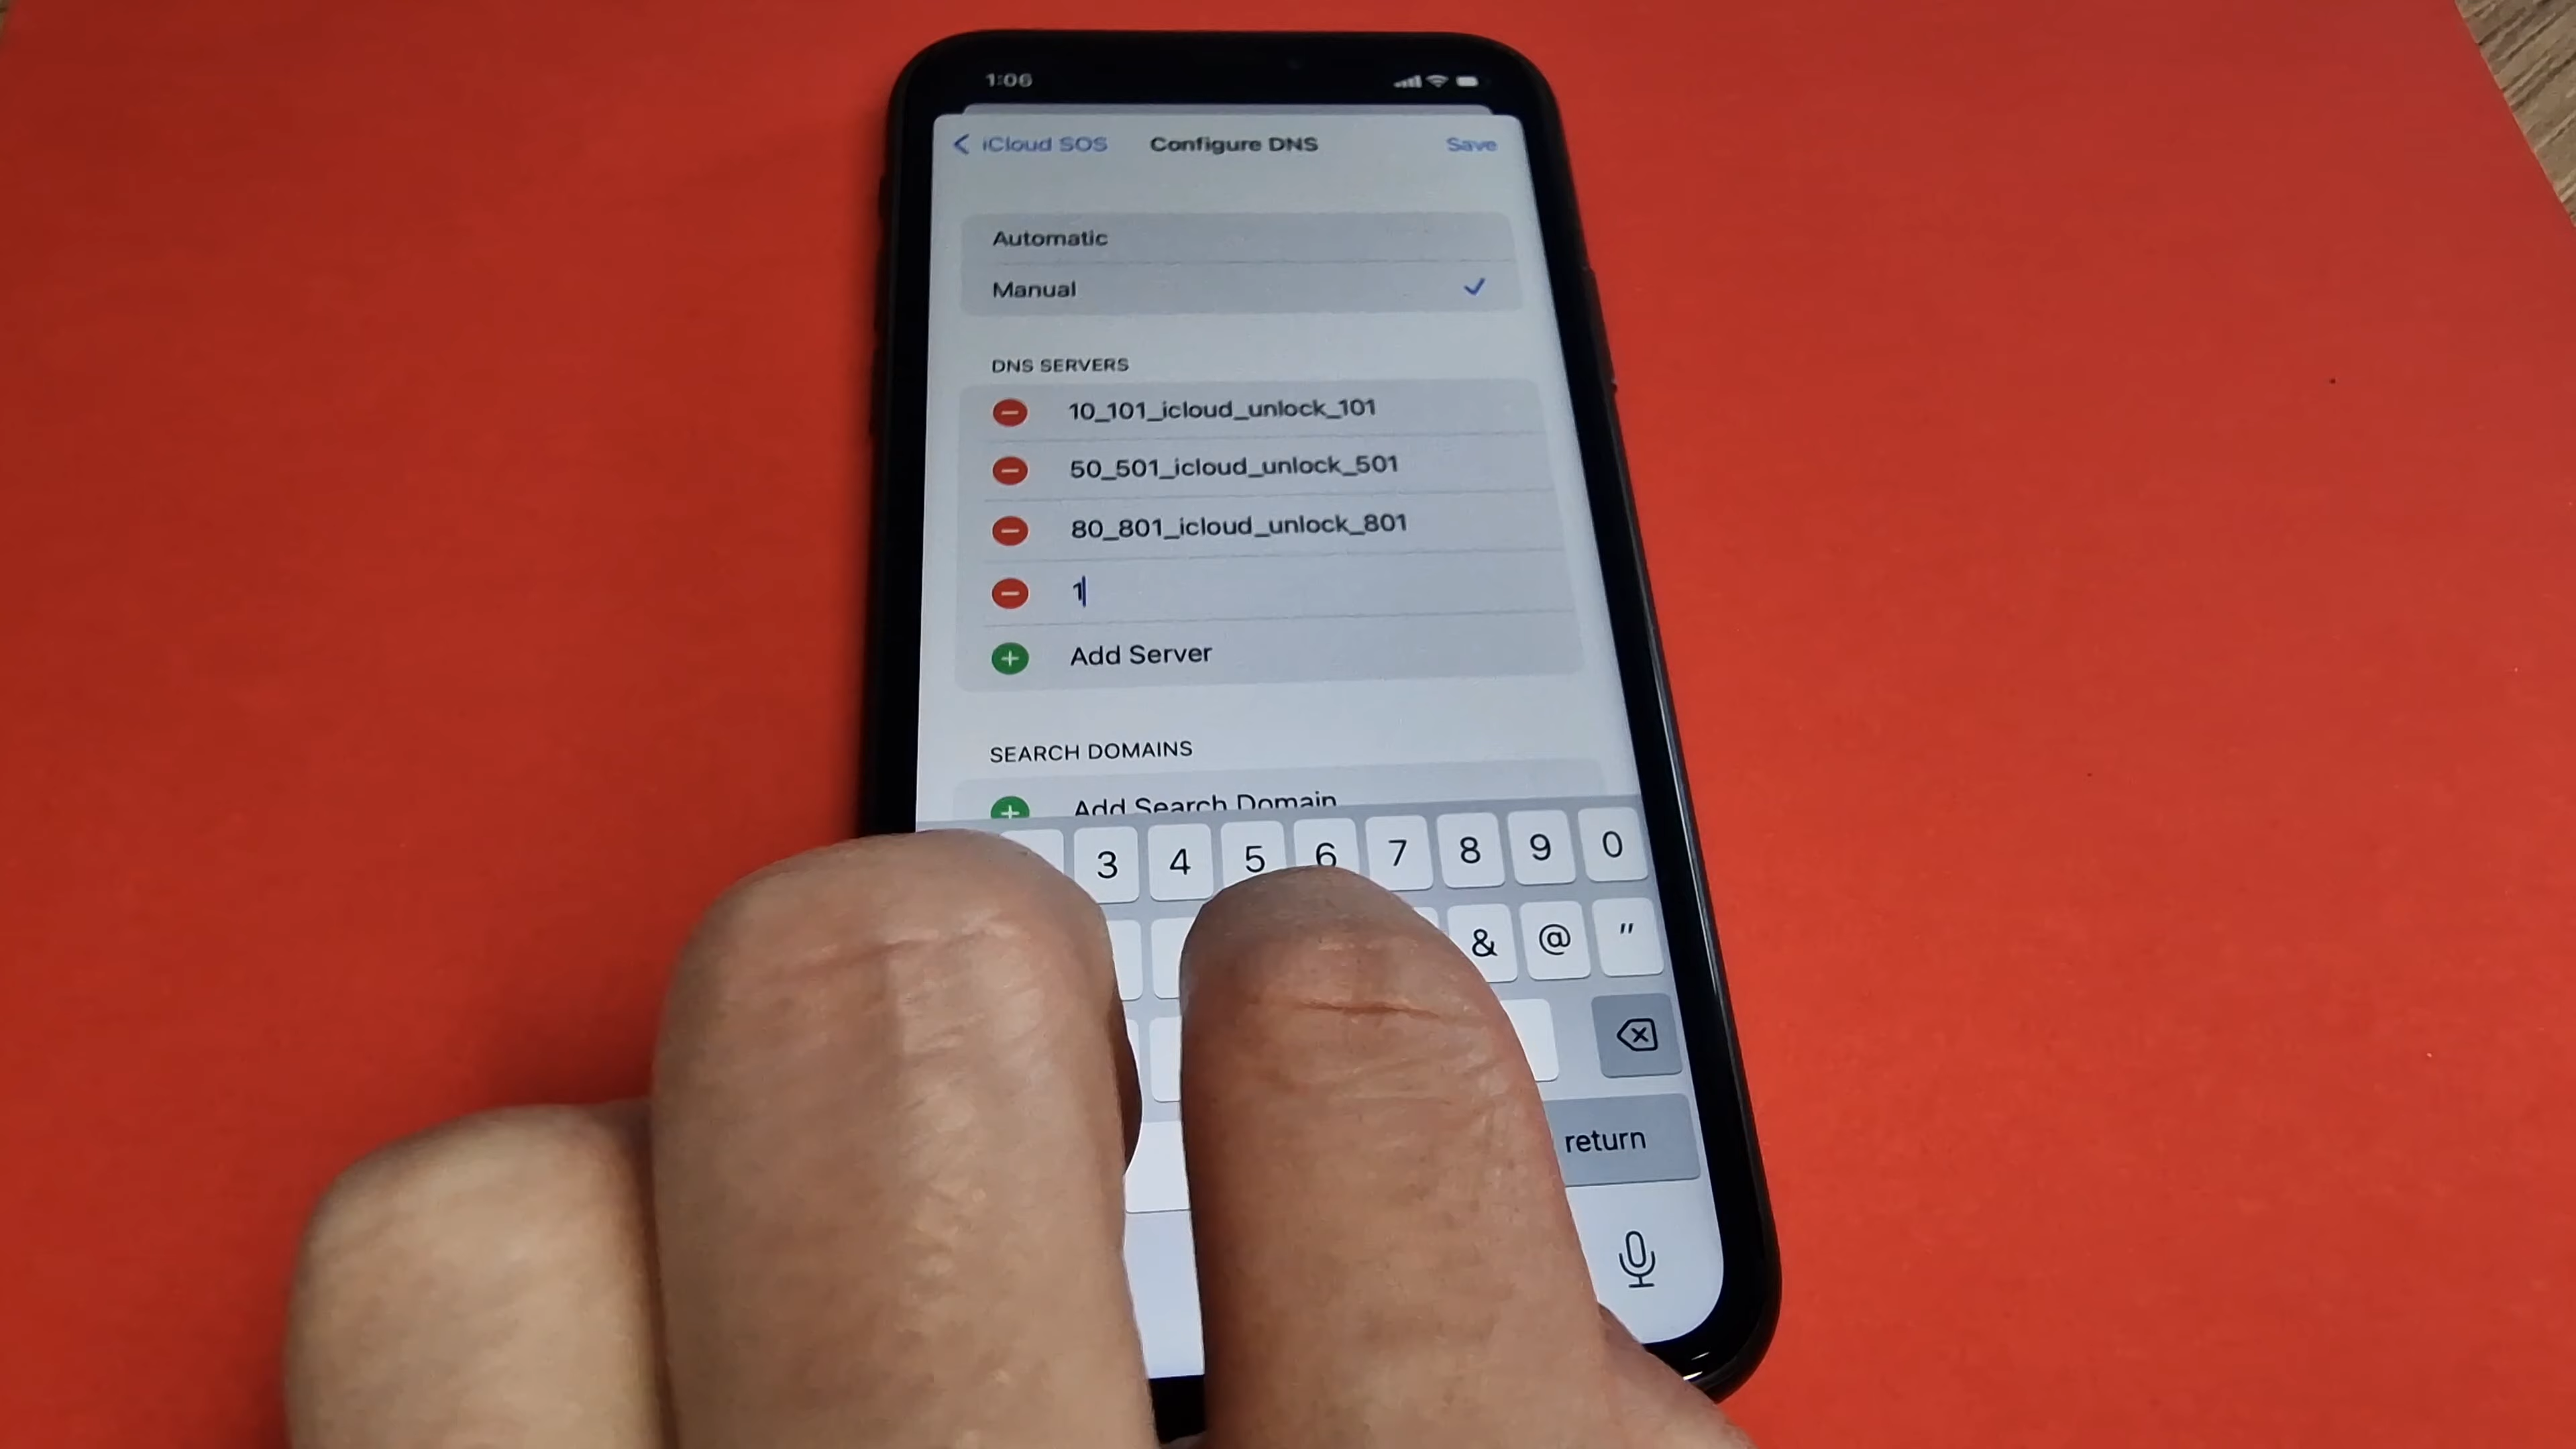 1:06
iCloud SOS Configure DNS Save
Automatic
Manual
DNS SERVERS
10_101_icloud_unlock_101
50_501_icloud_unlock_501
80_801_icloud_unlock_801
1
Add Server
SEARCH DOMAINS
Add Search Domain
3 4 5 6 7 8 9 0
& @ "
return